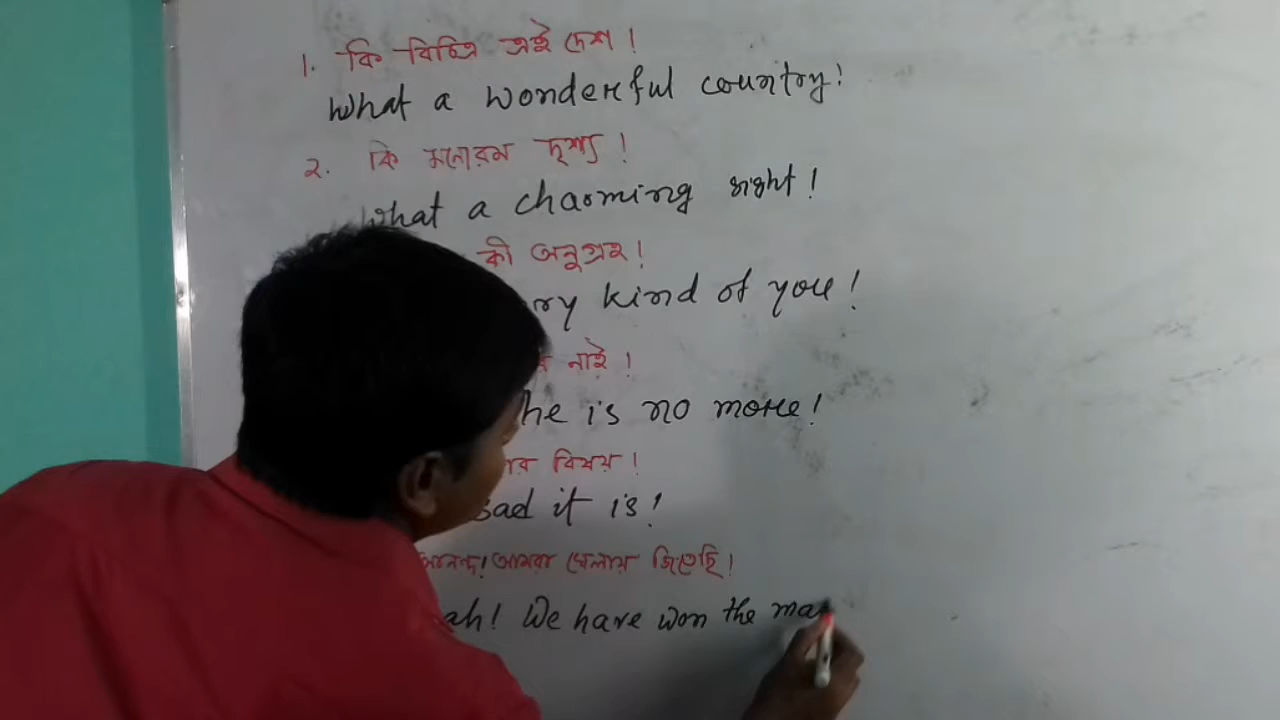 ১. কি বিচিত্র এই দেশ!
What a wonderful country!
২. কি মনোরম দৃশ্য!
What a charming sight!
কী অনুগ্রহ!
ry kind of you!
নাই!
he is no more!
বিষয়!
sad it is!
আনন্দ! আমরা খেলায় জিতেছি!
ah! We have won the ma